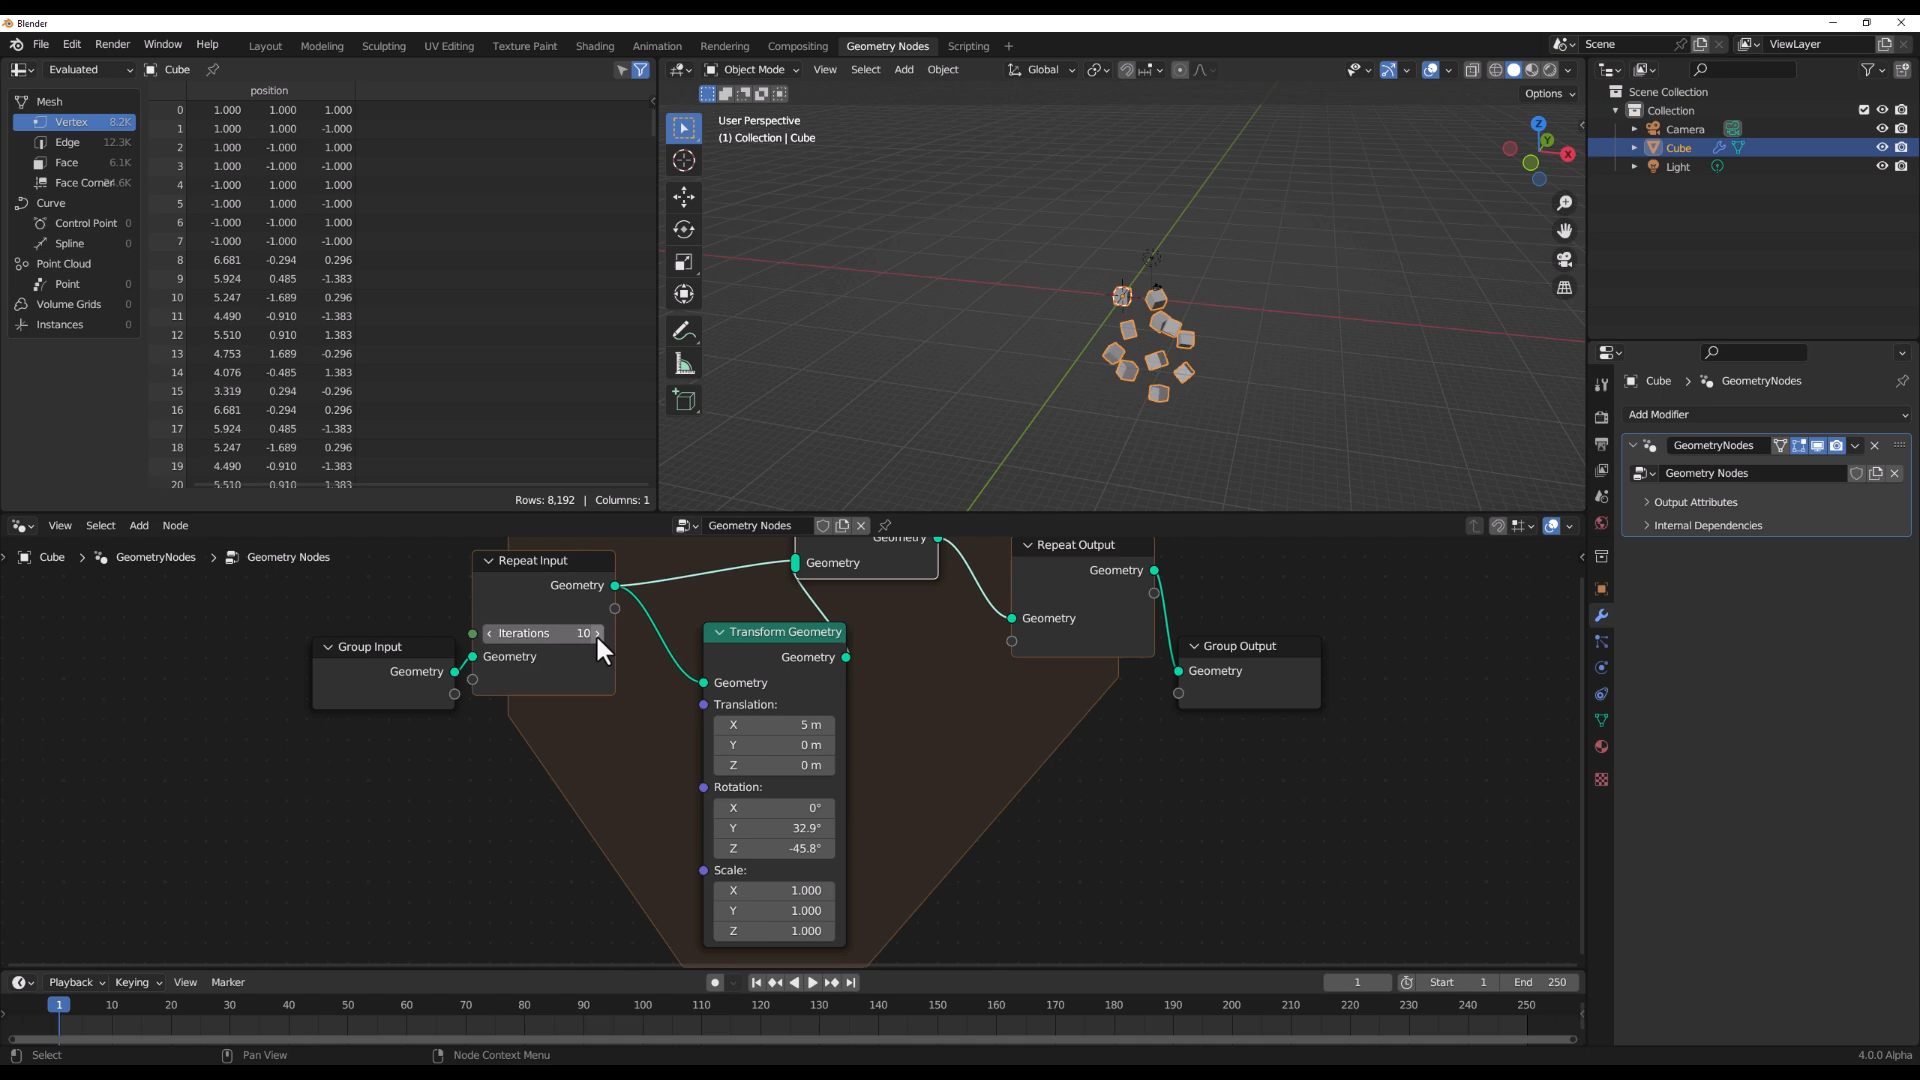 Blender
File Edit Render Window Help
Layout Modeling Sculpting UV Editing Texture Paint Shading Animation Rendering Compositing Geometry Nodes Scripting
Scene
ViewLayer
Evaluated
Cube
Mesh
Vertex 8.2K
Edge 12.3K
Face 6.1K
Face Corner
Curve
Control Point 0
Spline 0
Point Cloud
Point 0
Volume Grids 0
Instances 0
position
0 1.000 1.000 1.000
1 1.000 1.000 -1.000
2 1.000 -1.000 1.000
3 1.000 -1.000 -1.000
4 -1.000 1.000 1.000
5 -1.000 1.000 -1.000
6 -1.000 -1.000 1.000
7 -1.000 -1.000 -1.000
8 6.681 -0.294 0.296
9 5.924 0.485 -1.383
10 5.247 -1.689 0.296
11 4.490 -0.910 -1.383
12 5.510 0.910 1.383
13 4.753 1.689 -0.296
14 4.076 -0.485 1.383
15 3.319 0.294 -0.296
16 6.681 -0.294 0.296
17 5.924 0.485 -1.383
18 5.247 -1.689 0.296
19 4.490 -0.910 -1.383
20 5.510 0.910 1.383
Rows: 8,192 | Columns: 1
Object Mode View Select Add Object
Global
Options
User Perspective
(1) Collection | Cube
Z
Y
X
Scene Collection
Collection
Camera
Cube
Light
Cube > GeometryNodes
Add Modifier
GeometryNodes
Geometry Nodes
> Output Attributes
> Internal Dependencies
View Select Add Node
Geometry Nodes
Cube > GeometryNodes > Geometry Nodes
Group Input
Geometry
Repeat Input
Geometry
Iterations 10
Geometry
Geometry
Geometry
Transform Geometry
Geometry
Geometry
Translation:
X 5 m
Y 0 m
Z 0 m
Rotation:
X 0°
Y 32.9°
Z -45.8°
Scale:
X 1.000
Y 1.000
Z 1.000
Repeat Output
Geometry
Geometry
Group Output
Geometry
Playback Keying View Marker
1
Start 1
End 250
1 10 20 30 40 50 60 70 80 90 100 110 120 130 140 150 160 170 180 190 200 210 220 230 240 250
Select
Pan View
Node Context Menu
4.0.0 Alpha